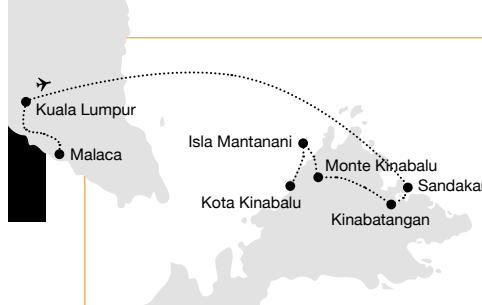 Kuala Lumpur
Malaca
Isla Mantanani
Monte Kinabalu
Sandakan
Kota Kinabalu
Kinabatangan